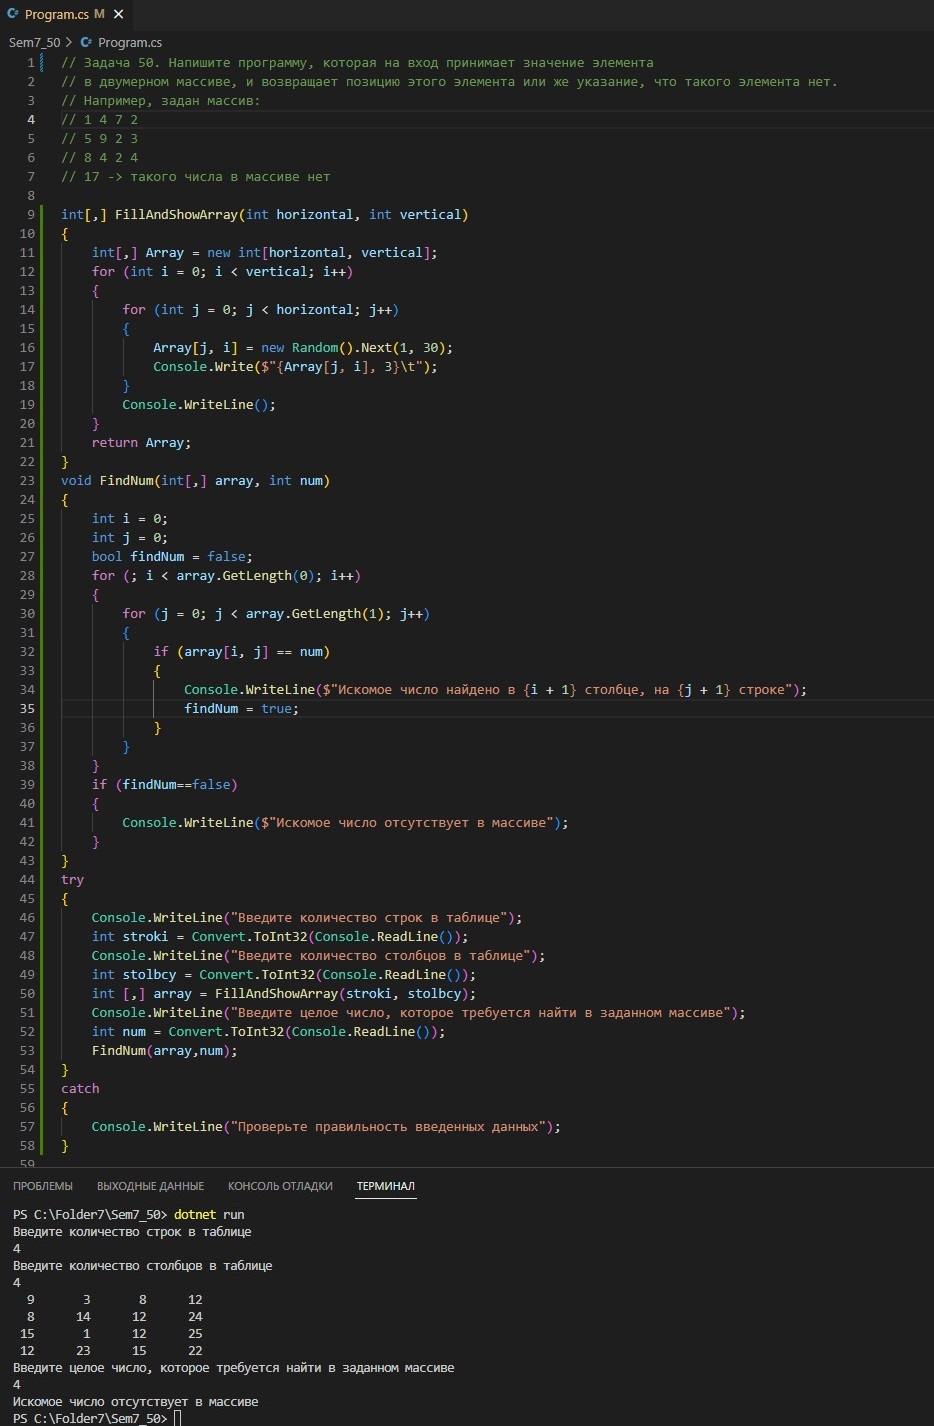 Program.cs M
Sem7_50 > Program.cs
1 // Задача 50. Напишите программу, которая на вход принимает значение элемента
2 // в двумерном массиве, и возвращает позицию этого элемента или же указание, что такого элемента нет.
3 // Например, задан массив:
4 // 1 4 7 2
5 // 5 9 2 3
6 // 8 4 2 4
7 // 17 -> такого числа в массиве нет
8
9 int[,] FillAndShowArray(int horizontal, int vertical)
10 {
11 int[,] Array = new int[horizontal, vertical];
12 for (int i = 0; i < vertical; i++)
13 {
14 for (int j = 0; j < horizontal; j++)
15 {
16 Array[j, i] = new Random().Next(1, 30);
17 Console.Write($"{Array[j, i], 3}\t");
18 }
19 Console.WriteLine();
20 }
21 return Array;
22 }
23 void FindNum(int[,] array, int num)
24 {
25 int i = 0;
26 int j = 0;
27 bool findNum = false;
28 for (; i < array.GetLength(0); i++)
29 {
30 for (j = 0; j < array.GetLength(1); j++)
31 {
32 if (array[i, j] == num)
33 {
34 Console.WriteLine($"Искомое число найдено в {i + 1} столбце, на {j + 1} строке");
35 findNum = true;
36 }
37 }
38 }
39 if (findNum==false)
40 {
41 Console.WriteLine($"Искомое число отсутствует в массиве");
42 }
43 }
44 try
45 {
46 Console.WriteLine("Введите количество строк в таблице");
47 int stroki = Convert.ToInt32(Console.ReadLine());
48 Console.WriteLine("Введите количество столбцов в таблице");
49 int stolbcy = Convert.ToInt32(Console.ReadLine());
50 int [,] array = FillAndShowArray(stroki, stolbcy);
51 Console.WriteLine("Введите целое число, которое требуется найти в заданном массиве");
52 int num = Convert.ToInt32(Console.ReadLine());
53 FindNum(array,num);
54 }
55 catch
56 {
57 Console.WriteLine("Проверьте правильность введенных данных");
58 }
59
ПРОБЛЕМЫ ВЫХОДНЫЕ ДАННЫЕ КОНСОЛЬ ОТЛАДКИ ТЕРМИНАЛ
PS C:\Folder7\Sem7_50> dotnet run
Введите количество строк в таблице
4
Введите количество столбцов в таблице
4
9 3 8 12
8 14 12 24
15 1 12 25
12 23 15 22
Введите целое число, которое требуется найти в заданном массиве
4
Искомое число отсутствует в массиве
PS C:\Folder7\Sem7_50>